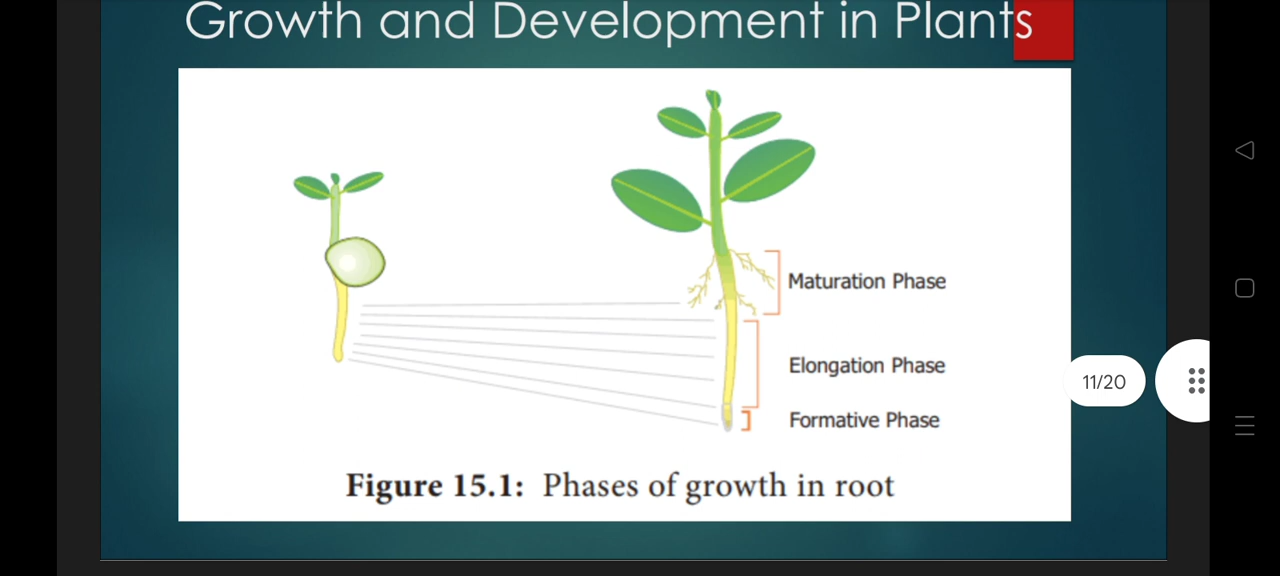 Growth and Development in Plants
Maturation Phase
Elongation Phase
11/20
Formative Phase
Figure 15.1: Phases of growth in root